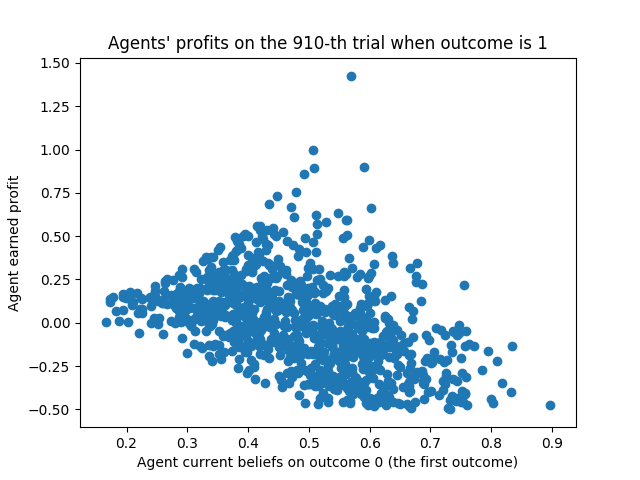 Agents' profits on the 910-th trial when outcome is 1
Agent earned profit
1.50
1.25
1.00
0.75
0.50
0.25
0.00
−0.25
−0.50
0.2 0.3 0.4 0.5 0.6 0.7 0.8 0.9
Agent current beliefs on outcome 0 (the first outcome)